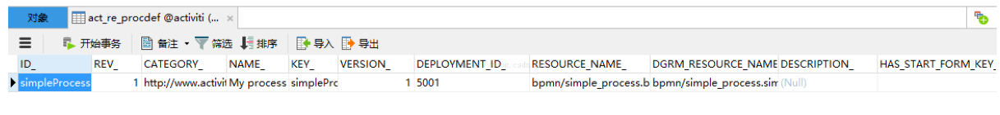 对象 act_re_procdef @activiti (... ×
开始事务 备注 筛选 排序 导入 导出
ID_ REV_ CATEGORY_ NAME_ KEY_ VERSION_ DEPLOYMENT_ID_ RESOURCE_NAME_ DGRM_RESOURCE_NAME DESCRIPTION_ HAS_START_FORM_KEY_
simpleProcess 1 http://www.activit My process simplePrc 1 5001 bpmn/simple_process.b bpmn/simple_process.sim (Null)